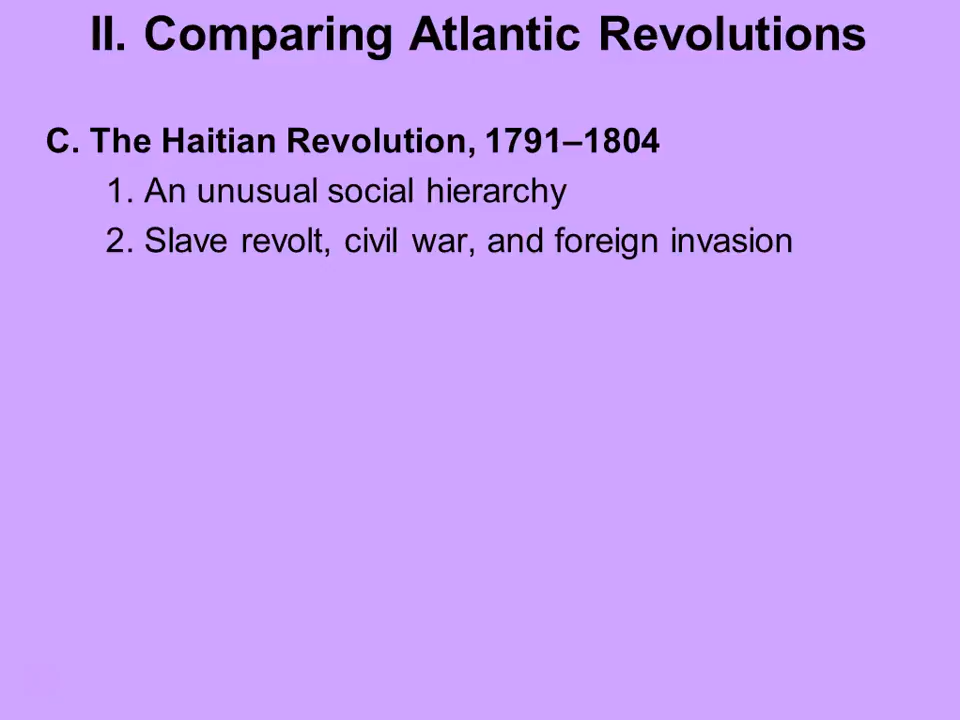 II. Comparing Atlantic Revolutions
C. The Haitian Revolution, 1791–1804
1. An unusual social hierarchy
2. Slave revolt, civil war, and foreign invasion